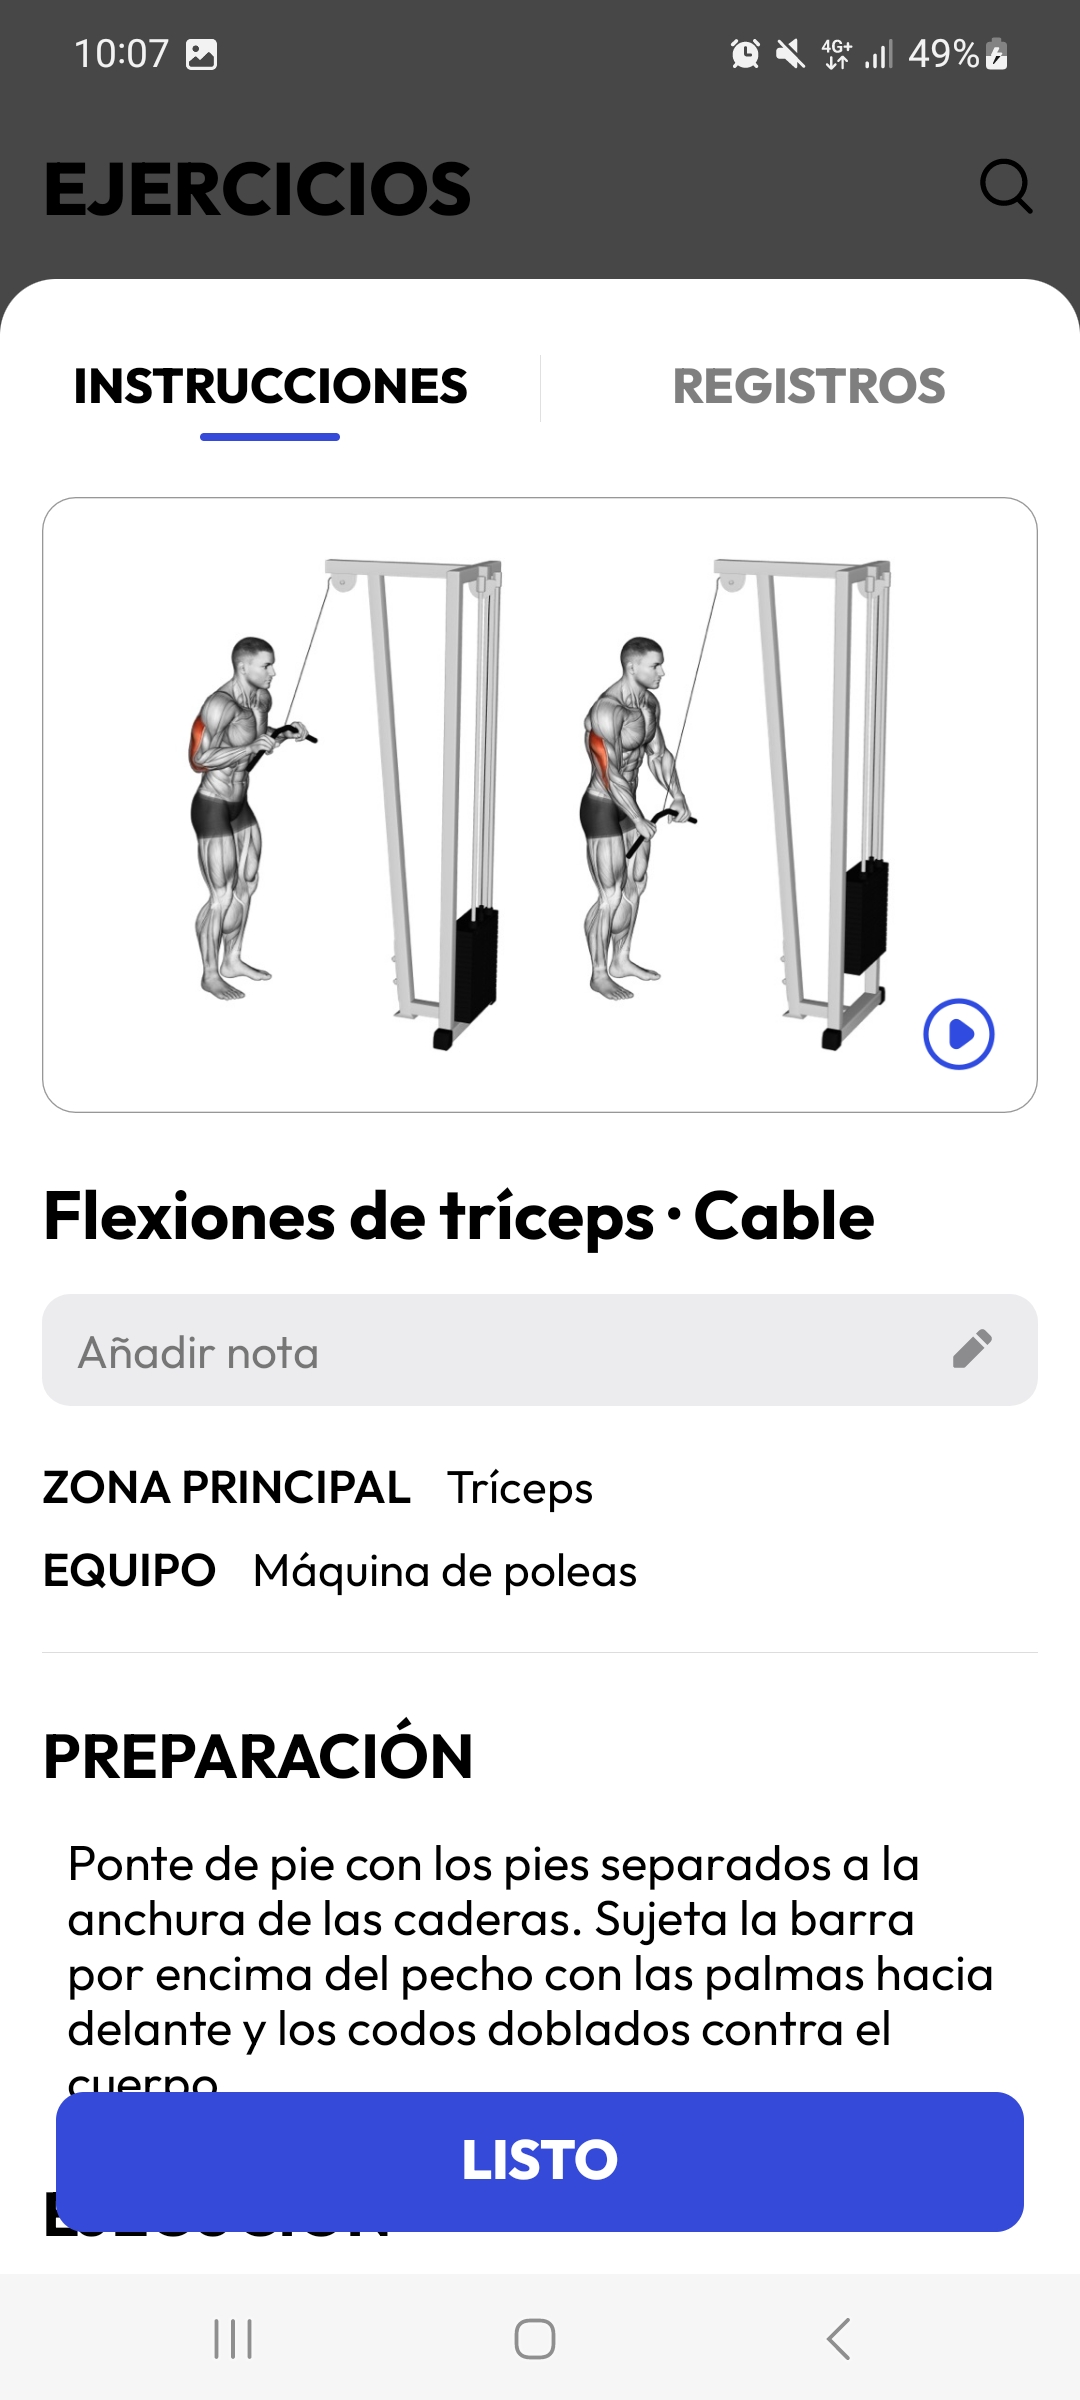 10:07
4G+
49%
EJERCICIOS
INSTRUCCIONES
REGISTROS
Flexiones de tríceps · Cable
Añadir nota
ZONA PRINCIPAL Tríceps
EQUIPO Máquina de poleas
PREPARACIÓN
Ponte de pie con los pies separados a la
anchura de las caderas. Sujeta la barra
por encima del pecho con las palmas hacia
delante y los codos doblados contra el
cuerpo
LISTO